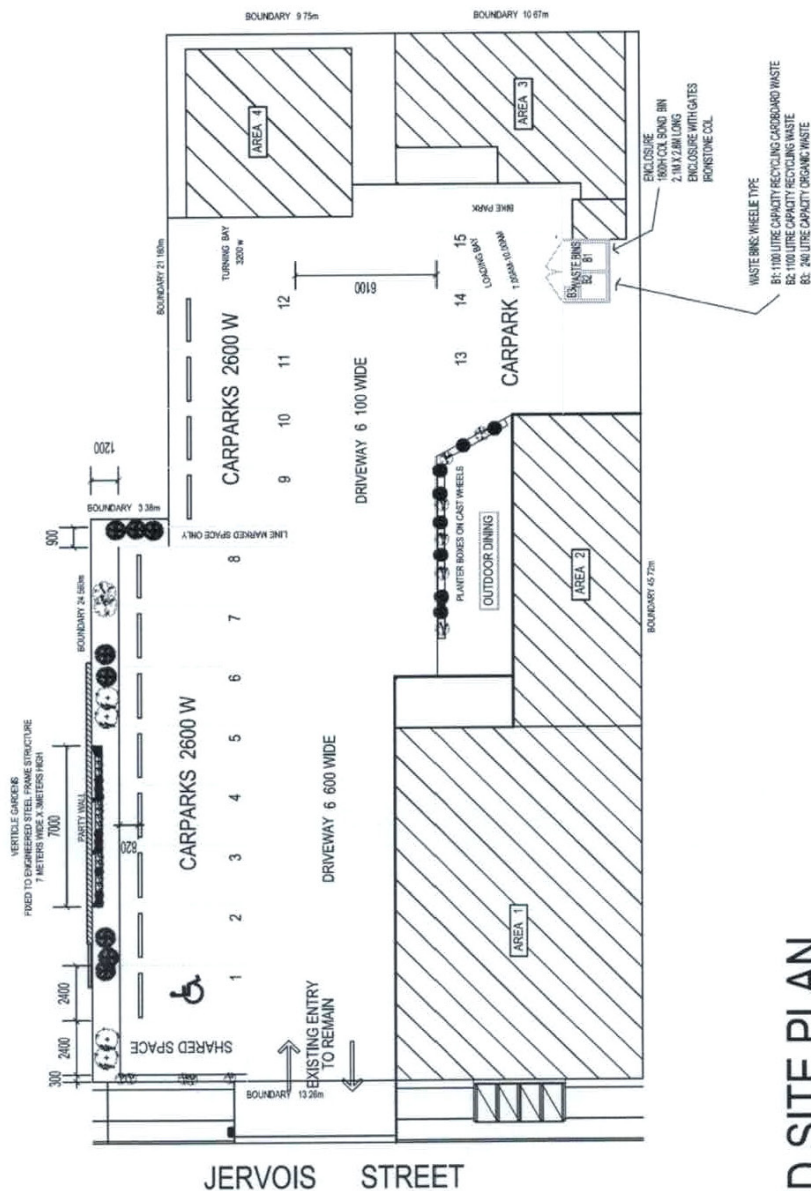 BOUNDARY 9 75m
BOUNDARY 10 67m
AREA 4
AREA 3
ENCLOSURE
1800H COL BOND BIN
2.1M X 2.8M LONG
ENCLOSURE WITH GATES
IRONSTONE COL.
WASTE BINS: WHEELIE TYPE
B1: 1100 LITRE CAPACITY RECYCLING CARDBOARD WASTE
B2: 1100 LITRE CAPACITY RECYCLING WASTE
B3: 240 LITRE CAPACITY ORGANIC WASTE
BOUNDARY 21 160m
TURNING BAY
3200 w
BIKE PARK
6100
LOADING BAY
7.00AM-10.00AM
WASTE BINS
B1
B2
B3
CARPARKS 2600 W
9 10 11 12
DRIVEWAY 6 100 WIDE
13 14 15
CARPARK
1200
BOUNDARY 3.38m
900
LINE MARKED SPACE ONLY
PLANTER BOXES ON CAST WHEELS
OUTDOOR DINING
AREA 2
BOUNDARY 45.72m
BOUNDARY 24 560m
VERTICLE GARDENS
FIXED TO ENGINEERED STEEL FRAME STRUCTURE
7 METERS WIDE X 3METERS HIGH
7000
PARTY WALL
820
CARPARKS 2600 W
1 2 3 4 5 6 7 8
DRIVEWAY 6 600 WIDE
AREA 1
2400
2400
300
SHARED SPACE
EXISTING ENTRY
TO REMAIN
BOUNDARY 13.26m
JERVOIS STREET
D SITE PLAN